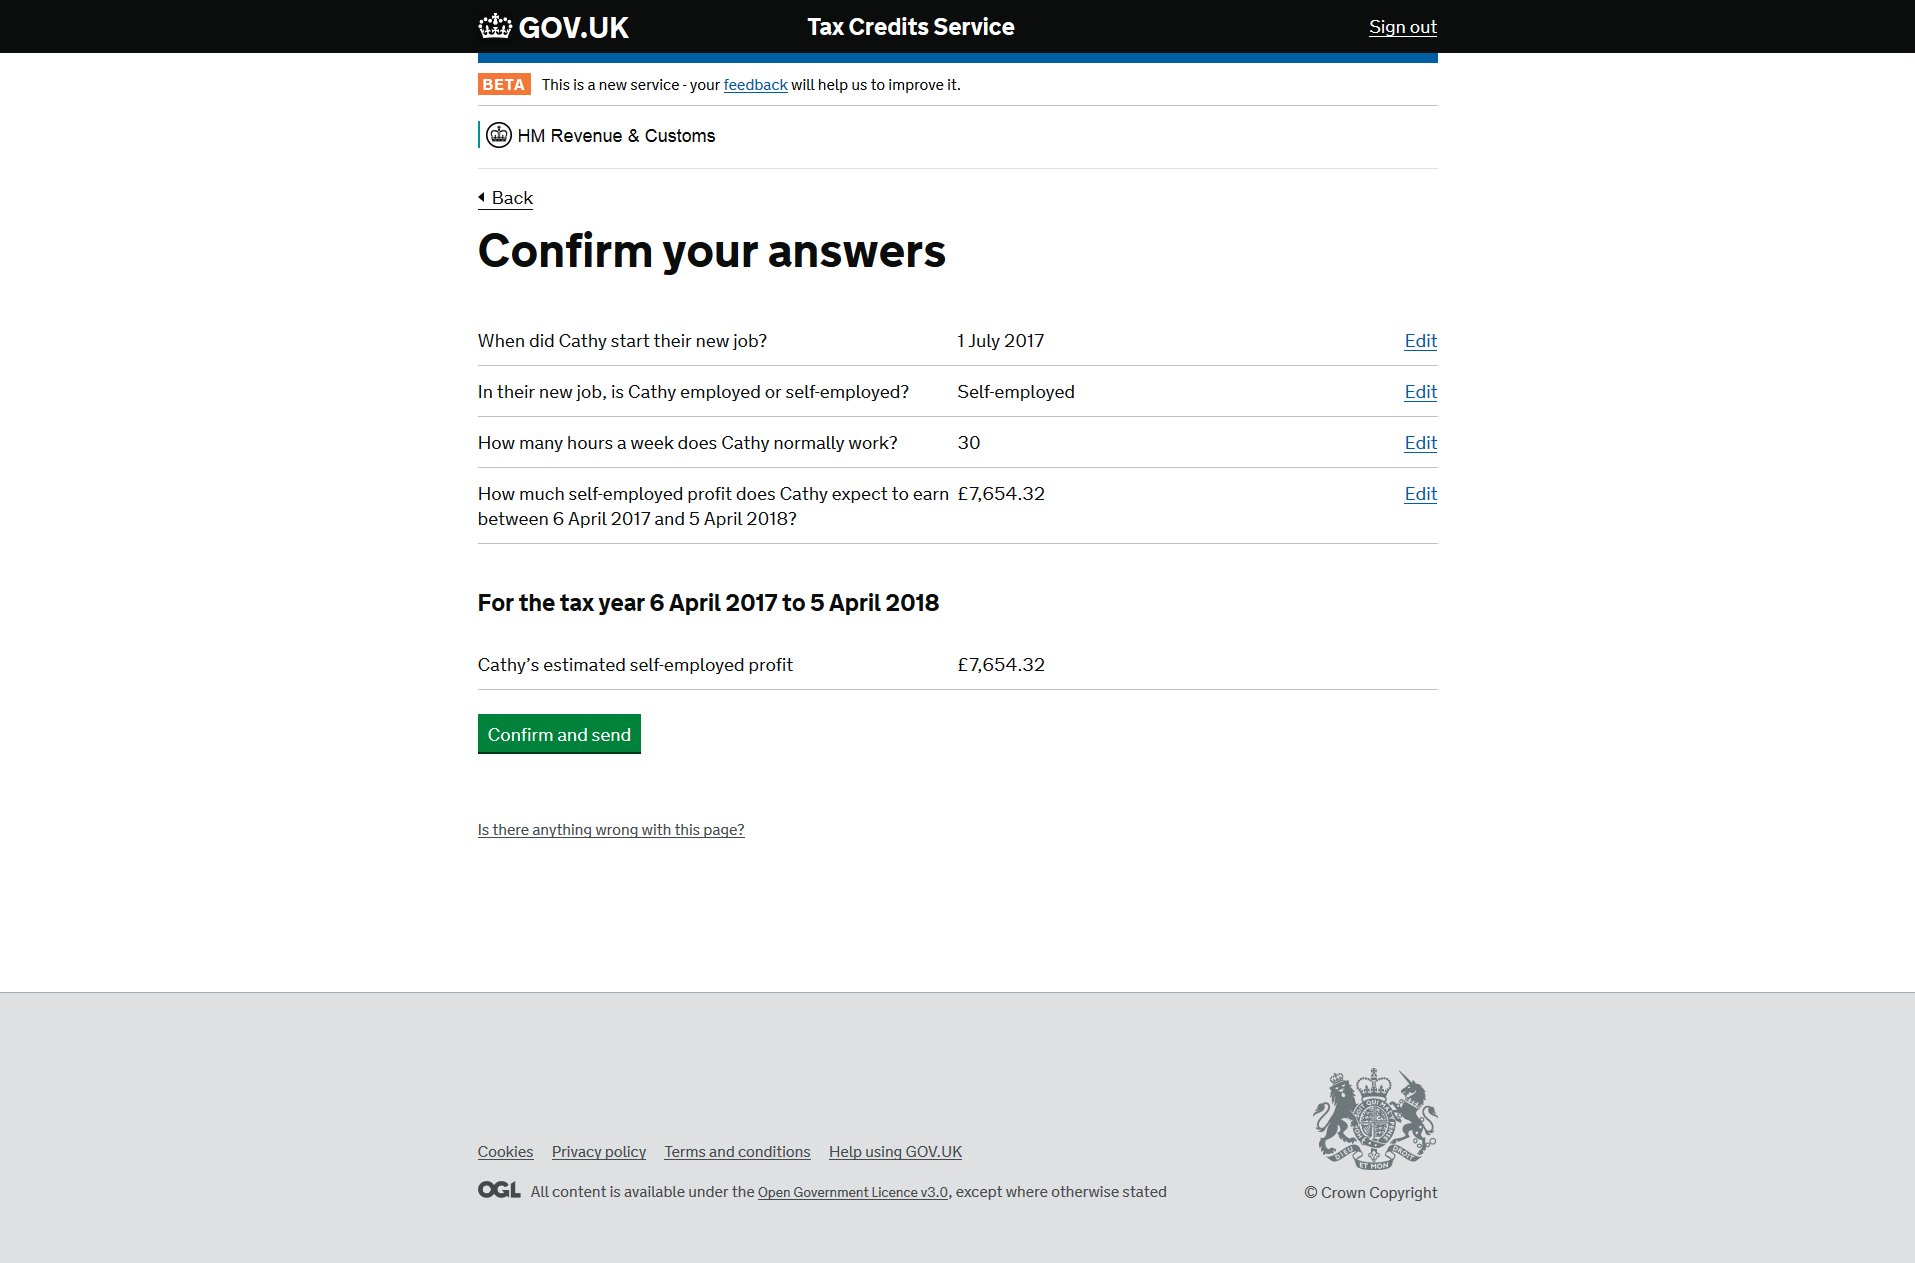 GOV.UK Tax Credits Service Sign out
BETA This is a new service - your feedback will help us to improve it.
HM Revenue & Customs
Back
Confirm your answers
When did Cathy start their new job? 1 July 2017 Edit
In their new job, is Cathy employed or self-employed? Self-employed Edit
How many hours a week does Cathy normally work? 30 Edit
How much self-employed profit does Cathy expect to earn £7,654.32 Edit
between 6 April 2017 and 5 April 2018?
For the tax year 6 April 2017 to 5 April 2018
Cathy’s estimated self-employed profit £7,654.32
Confirm and send
Is there anything wrong with this page?
Cookies Privacy policy Terms and conditions Help using GOV.UK
OGL All content is available under the Open Government Licence v3.0, except where otherwise stated
DIEU ET MON DROIT
© Crown Copyright